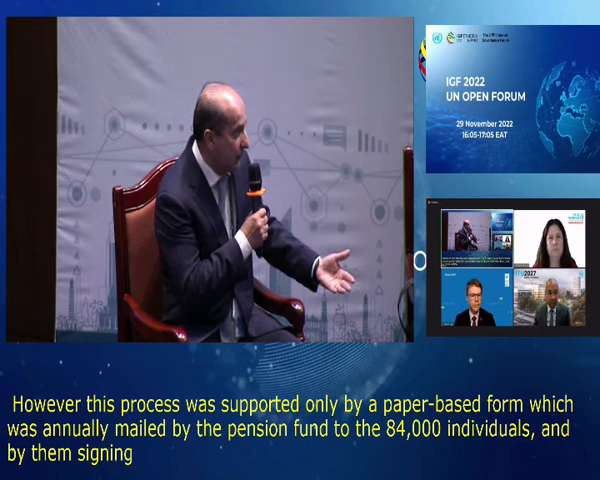 IGF 2022
UN OPEN FORUM
29 November 2022
16:05-17:05 EAT
2027
However this process was supported only by a paper-based form which
was annually mailed by the pension fund to the 84,000 individuals, and
by them signing